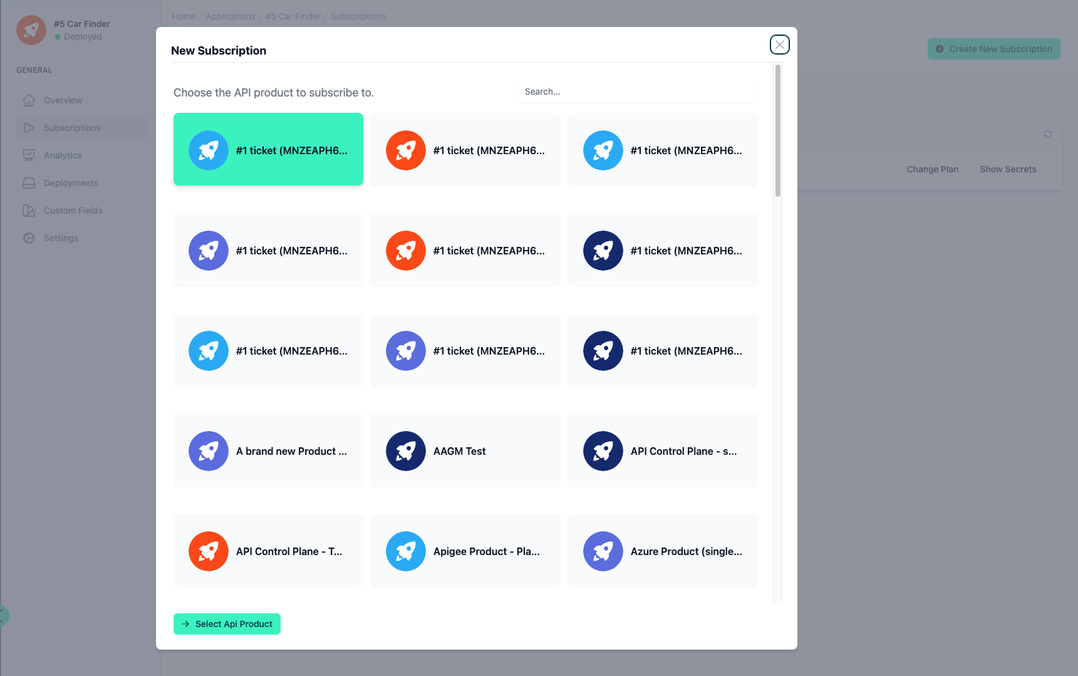 #5 Car Finder
Deployed
GENERAL
Overview
Subscriptions
Analytics
Deployments
Custom Fields
Settings
Home / Applications / #5 Car Finder / Subscriptions
Create New Subscription
Change Plan
Show Secrets
New Subscription
Choose the API product to subscribe to.
Search...
#1 ticket (MNZEAPH6...
#1 ticket (MNZEAPH6...
#1 ticket (MNZEAPH6...
#1 ticket (MNZEAPH6...
#1 ticket (MNZEAPH6...
#1 ticket (MNZEAPH6...
#1 ticket (MNZEAPH6...
#1 ticket (MNZEAPH6...
#1 ticket (MNZEAPH6...
A brand new Product ...
AAGM Test
API Control Plane - s...
API Control Plane - T...
Apigee Product - Pla...
Azure Product (single...
Select Api Product